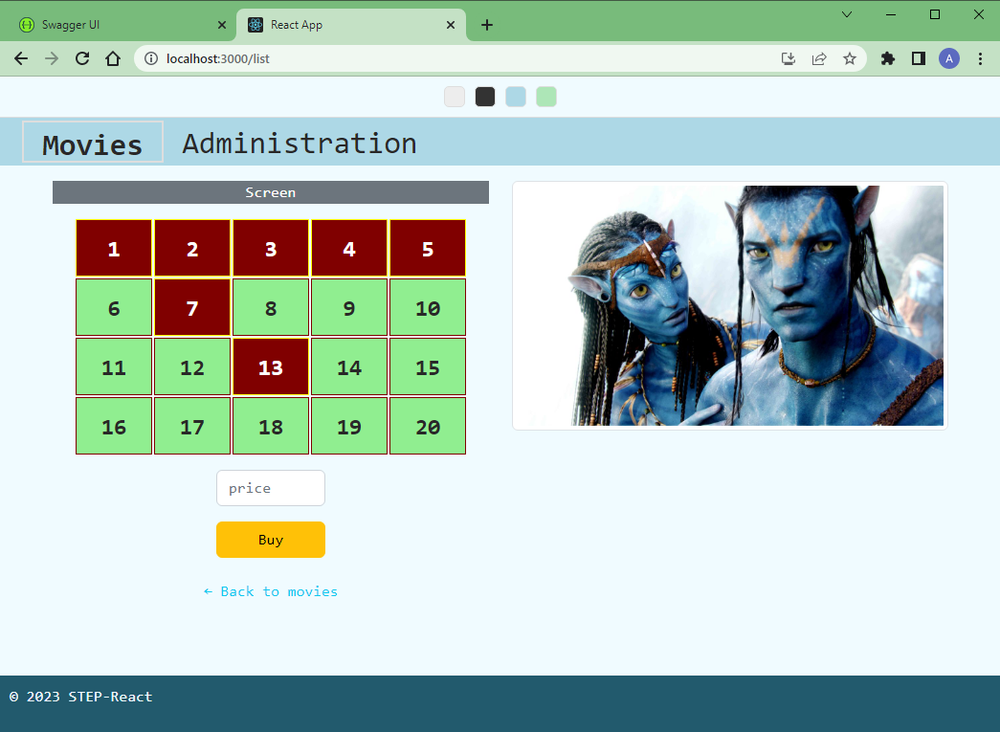 Swagger UI
React App
localhost:3000/list
A
Movies Administration
Screen
1 2 3 4 5
6 7 8 9 10
11 12 13 14 15
16 17 18 19 20
price
Buy
← Back to movies
© 2023 STEP-React